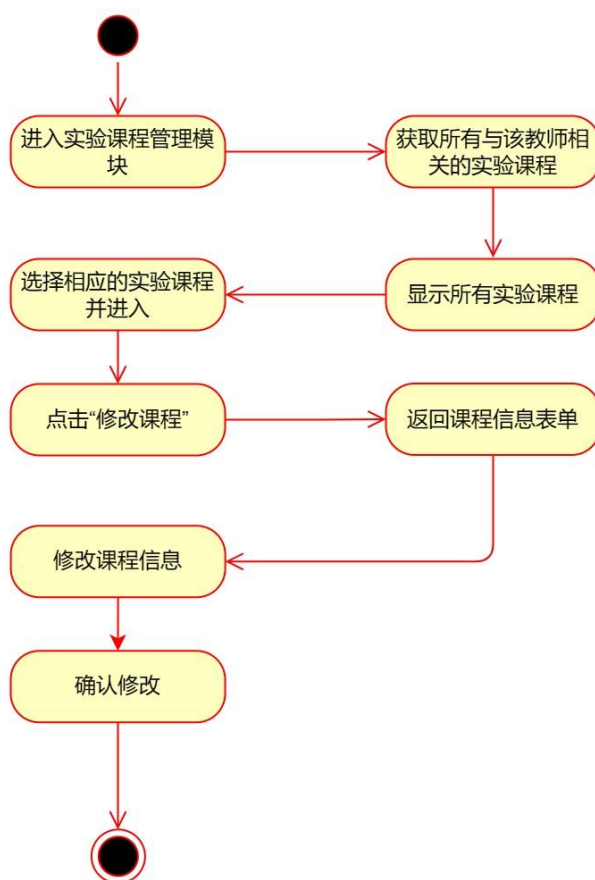 进入实验课程管理模
块
获取所有与该教师相
关的实验课程
显示所有实验课程
选择相应的实验课程
并进入
点击“修改课程”
返回课程信息表单
修改课程信息
确认修改